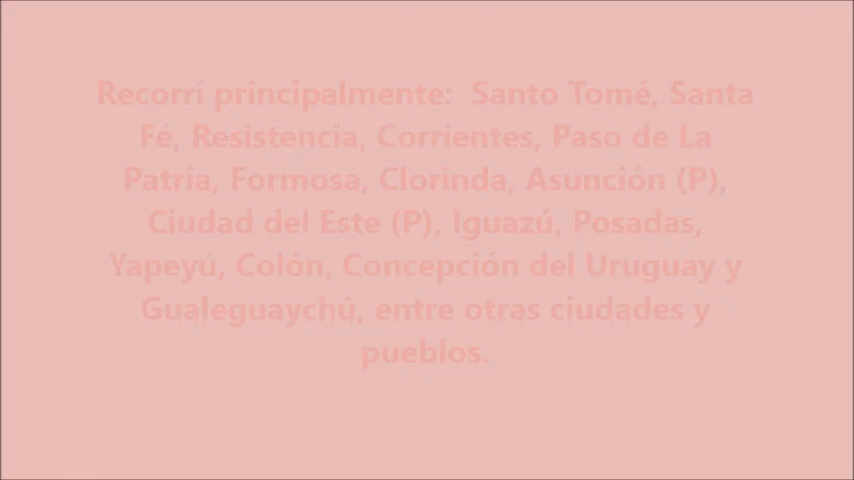 Recorrí principalmente:  Santo Tomé, Santa
Fé, Resistencia, Corrientes, Paso de La
Patria, Formosa, Clorinda, Asunción (P),
Ciudad del Este (P), Iguazú, Posadas,
Yapeyú, Colón, Concepción del Uruguay y
Gualeguaychú, entre otras ciudades y
pueblos.